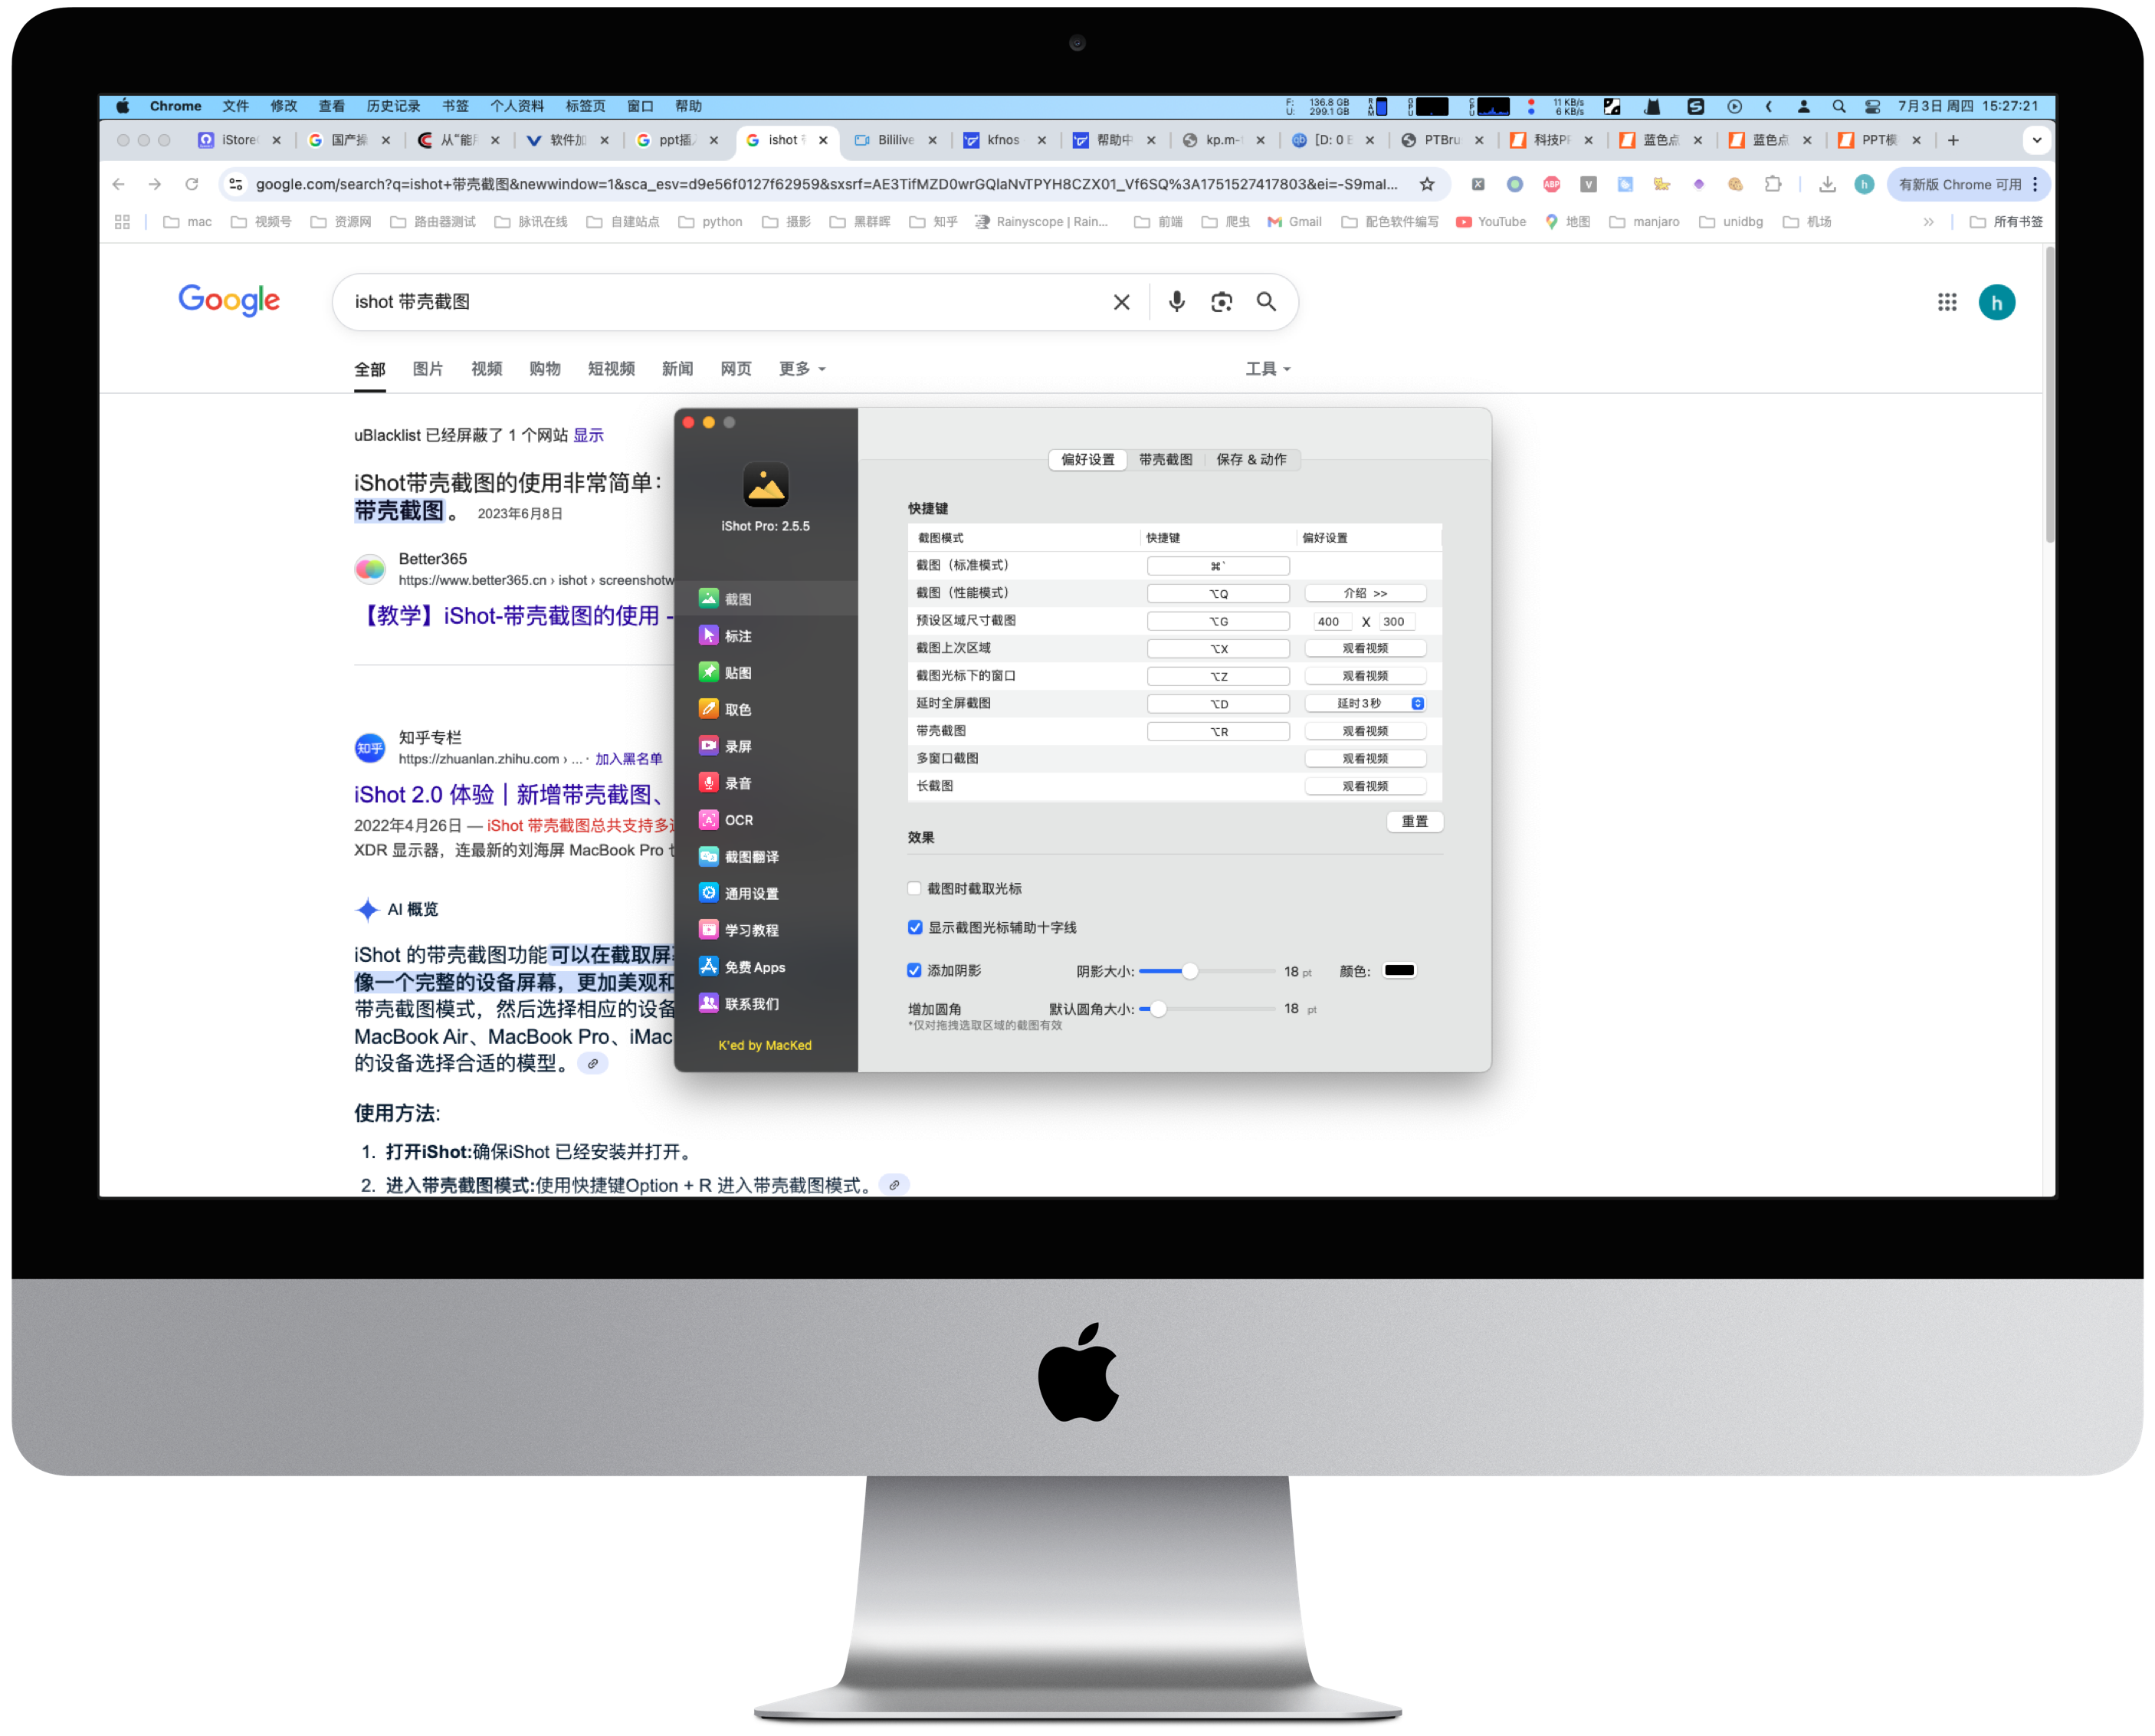 Chrome 文件 修改 查看 历史记录 书签 个人资料 标签页 窗口 帮助
F: 136.8 GB
U: 299.1 GB
RAM
GPU
CPU
11 KB/s
6 KB/s
7月3日 周四 15:27:21
iStore 国产操 从“能 软件加 ppt插 ishot Bililive kfnos 帮助中 kp.m- [D: 0 PTBru 科技PP 蓝色点 蓝色点 PPT模
google.com/search?q=ishot+带壳截图&newwindow=1&sca_esv=d9e56f0127f62959&sxsrf=AE3TifMZD0wrGQlaNvTPYH8CZX01_Vf6SQ%3A1751527417803&ei=-S9mal...
ABP V h 有新版 Chrome 可用
mac 视频号 资源网 路由器测试 脉讯在线 自建站点 python 摄影 黑群晖 知乎 Rainyscope | Rain... 前端 爬虫 Gmail 配色软件编写 YouTube 地图 manjaro unidbg 机场 所有书签
Google ishot 带壳截图 h
全部 图片 视频 购物 短视频 新闻 网页 更多 工具
uBlacklist 已经屏蔽了 1 个网站 显示
iShot带壳截图的使用非常简单：
带壳截图。 2023年6月8日
Better365
https://www.better365.cn › ishot › screenshotw
【教学】iShot-带壳截图的使用 -
知乎 知乎专栏
https://zhuanlan.zhihu.com › ... · 加入黑名单
iShot 2.0 体验｜新增带壳截图、
2022年4月26日 — iShot 带壳截图总共支持多
XDR 显示器，连最新的刘海屏 MacBook Pro
AI 概览
iShot 的带壳截图功能可以在截取屏
像一个完整的设备屏幕，更加美观和
带壳截图模式，然后选择相应的设备
MacBook Air、MacBook Pro、iMac
的设备选择合适的模型。
使用方法:
1. 打开iShot:确保iShot 已经安装并打开。
2. 进入带壳截图模式:使用快捷键Option + R 进入带壳截图模式。
iShot Pro: 2.5.5
截图
标注
贴图
取色
录屏
录音
OCR
截图翻译
通用设置
学习教程
免费 Apps
联系我们
K'ed by MacKed
偏好设置 带壳截图 保存 & 动作
快捷键
截图模式 快捷键 偏好设置
截图（标准模式） ⌘`
截图（性能模式） ⌥Q 介绍 >>
预设区域尺寸截图 ⌥G 400 X 300
截图上次区域 ⌥X 观看视频
截图光标下的窗口 ⌥Z 观看视频
延时全屏截图 ⌥D 延时 3 秒
带壳截图 ⌥R 观看视频
多窗口截图 观看视频
长截图 观看视频
重置
效果
截图时截取光标
显示截图光标辅助十字线
添加阴影 阴影大小: 18 pt 颜色:
增加圆角 默认圆角大小: 18 pt
*仅对拖拽选取区域的截图有效